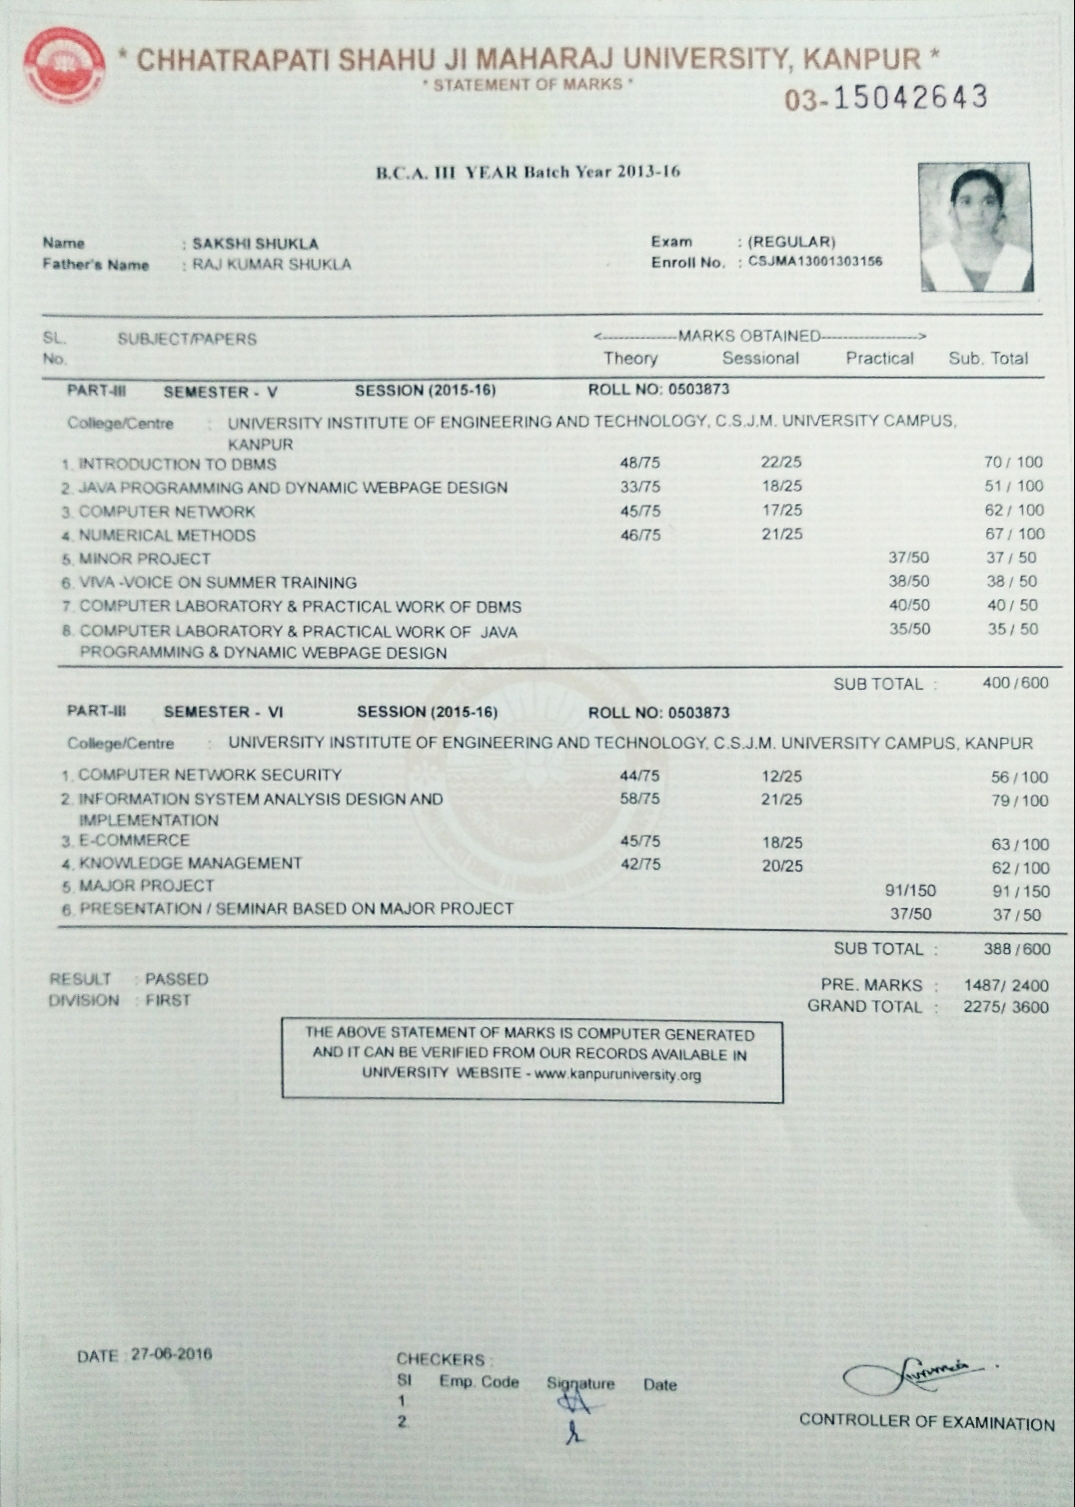 * CHHATRAPATI SHAHU JI MAHARAJ UNIVERSITY, KANPUR *
* STATEMENT OF MARKS *
03-15042643
B.C.A. III YEAR Batch Year 2013-16
Name : SAKSHI SHUKLA Exam : (REGULAR)
Father's Name : RAJ KUMAR SHUKLA Enroll No. : CSJMA13001303156
SL. SUBJECT/PAPERS <--------------MARKS OBTAINED------------------>
No. Theory Sessional Practical Sub. Total
PART-III SEMESTER - V SESSION (2015-16) ROLL NO: 0503873
College/Centre : UNIVERSITY INSTITUTE OF ENGINEERING AND TECHNOLOGY, C.S.J.M. UNIVERSITY CAMPUS,
KANPUR
1. INTRODUCTION TO DBMS 48/75 22/25 70 / 100
2. JAVA PROGRAMMING AND DYNAMIC WEBPAGE DESIGN 33/75 18/25 51 / 100
3. COMPUTER NETWORK 45/75 17/25 62 / 100
4. NUMERICAL METHODS 46/75 21/25 67 / 100
5. MINOR PROJECT 37/50 37 / 50
6. VIVA -VOICE ON SUMMER TRAINING 38/50 38 / 50
7. COMPUTER LABORATORY & PRACTICAL WORK OF DBMS 40/50 40 / 50
8. COMPUTER LABORATORY & PRACTICAL WORK OF JAVA 35/50 35 / 50
PROGRAMMING & DYNAMIC WEBPAGE DESIGN
SUB TOTAL : 400 / 600
PART-III SEMESTER - VI SESSION (2015-16) ROLL NO: 0503873
College/Centre : UNIVERSITY INSTITUTE OF ENGINEERING AND TECHNOLOGY, C.S.J.M. UNIVERSITY CAMPUS, KANPUR
1. COMPUTER NETWORK SECURITY 44/75 12/25 56 / 100
2. INFORMATION SYSTEM ANALYSIS DESIGN AND 58/75 21/25 79 / 100
IMPLEMENTATION
3. E-COMMERCE 45/75 18/25 63 / 100
4. KNOWLEDGE MANAGEMENT 42/75 20/25 62 / 100
5. MAJOR PROJECT 91/150 91 / 150
6. PRESENTATION / SEMINAR BASED ON MAJOR PROJECT 37/50 37 / 50
SUB TOTAL : 388 / 600
RESULT : PASSED PRE. MARKS : 1487/ 2400
DIVISION : FIRST GRAND TOTAL : 2275/ 3600
THE ABOVE STATEMENT OF MARKS IS COMPUTER GENERATED
AND IT CAN BE VERIFIED FROM OUR RECORDS AVAILABLE IN
UNIVERSITY WEBSITE - www.kanpuruniversity.org
DATE : 27-06-2016
CHECKERS :
Sl Emp. Code Signature Date
1
2
CONTROLLER OF EXAMINATION